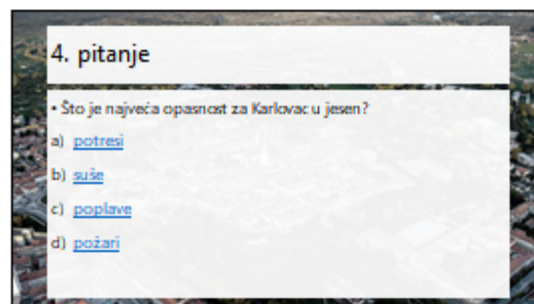 4. pitanje
• Što je najveća opasnost za Karlovac u jesen?
a) potresi
b) suše
c) poplave
d) požari